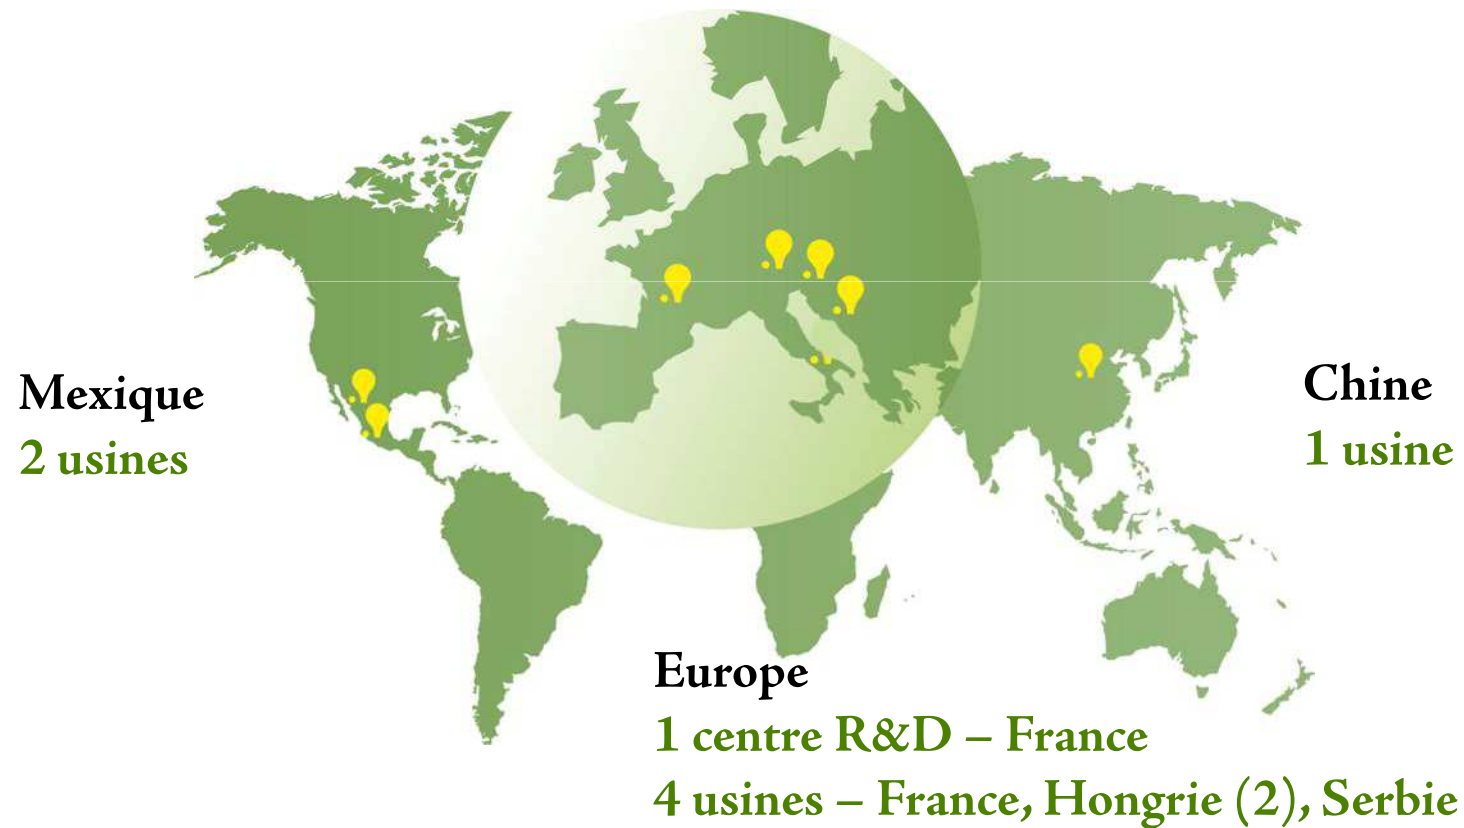 Mexique
2 usines
Chine
1 usine
Europe
1 centre R&D – France
4 usines – France, Hongrie (2), Serbie